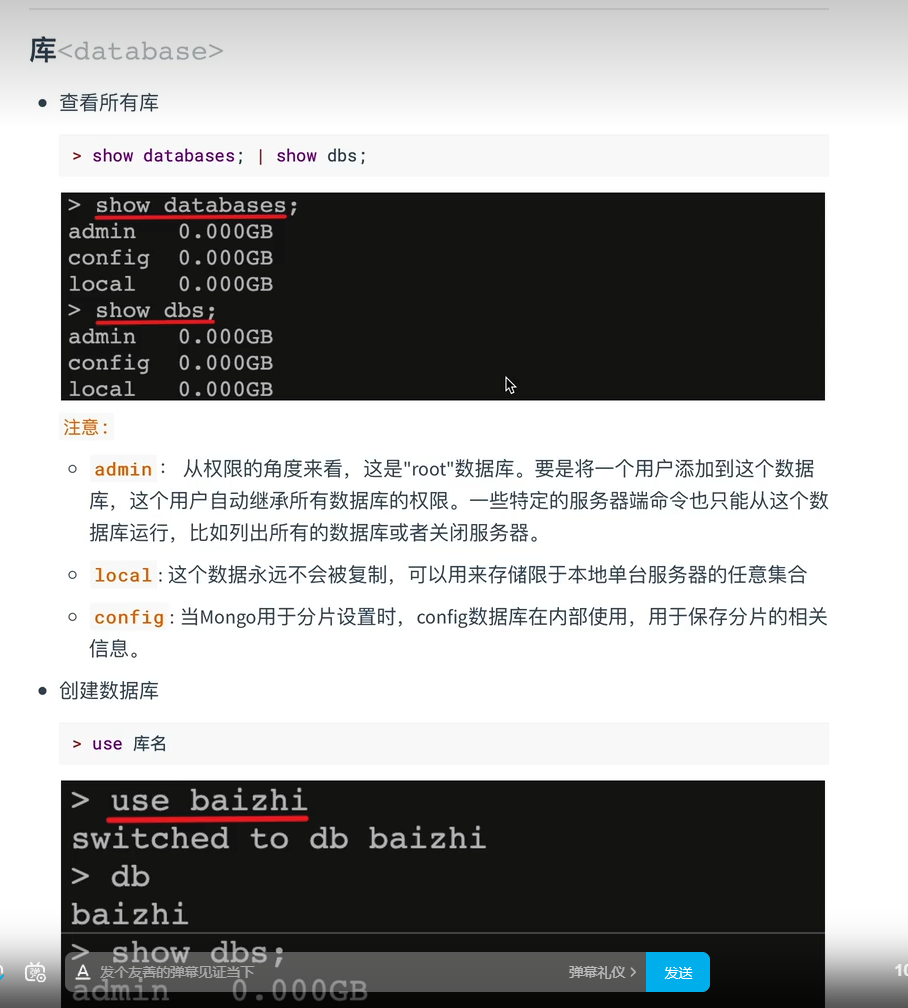 库<database>
查看所有库
> show databases; | show dbs;
> show databases;
admin 0.000GB
config 0.000GB
local 0.000GB
> show dbs;
admin 0.000GB
config 0.000GB
local 0.000GB
注意：
admin： 从权限的角度来看，这是"root"数据库。要是将一个用户添加到这个数据
库，这个用户自动继承所有数据库的权限。一些特定的服务器端命令也只能从这个数
据库运行，比如列出所有的数据库或者关闭服务器。
local: 这个数据永远不会被复制，可以用来存储限于本地单台服务器的任意集合
config: 当Mongo用于分片设置时，config数据库在内部使用，用于保存分片的相关
信息。
创建数据库
> use 库名
> use baizhi
switched to db baizhi
> db
baizhi
> show dbs;
发个友善的弹幕见证当下
弹幕礼仪 >
发送
admin 0.000GB